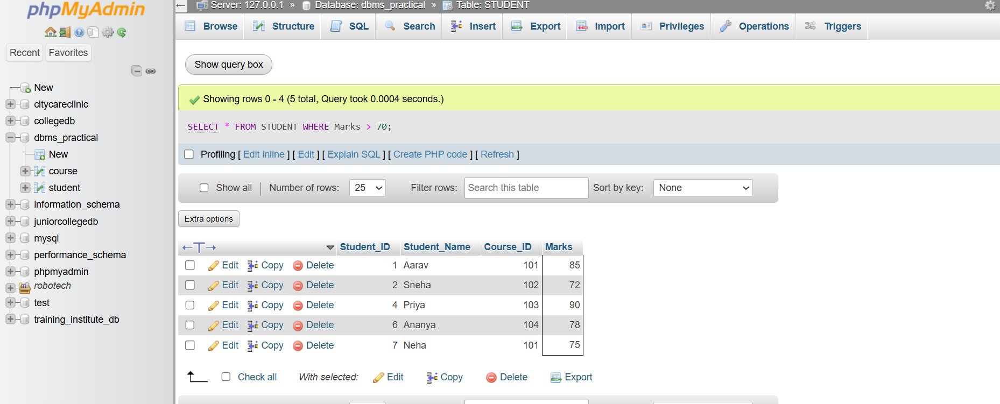 phpMyAdmin
Recent Favorites
New
citycareclinic
collegedb
dbms_practical
New
course
student
information_schema
juniorcollegedb
mysql
performance_schema
phpmyadmin
robotech
test
training_institute_db
← Server: 127.0.0.1 » Database: dbms_practical » Table: STUDENT
Browse Structure SQL Search Insert Export Import Privileges Operations Triggers
Show query box
Showing rows 0 - 4 (5 total, Query took 0.0004 seconds.)
SELECT * FROM STUDENT WHERE Marks > 70;
Profiling [ Edit inline ] [ Edit ] [ Explain SQL ] [ Create PHP code ] [ Refresh ]
Show all Number of rows: 25 Filter rows: Search this table Sort by key: None
Extra options
←T→ Student_ID Student_Name Course_ID Marks
Edit Copy Delete 1 Aarav 101 85
Edit Copy Delete 2 Sneha 102 72
Edit Copy Delete 4 Priya 103 90
Edit Copy Delete 6 Ananya 104 78
Edit Copy Delete 7 Neha 101 75
Check all With selected: Edit Copy Delete Export